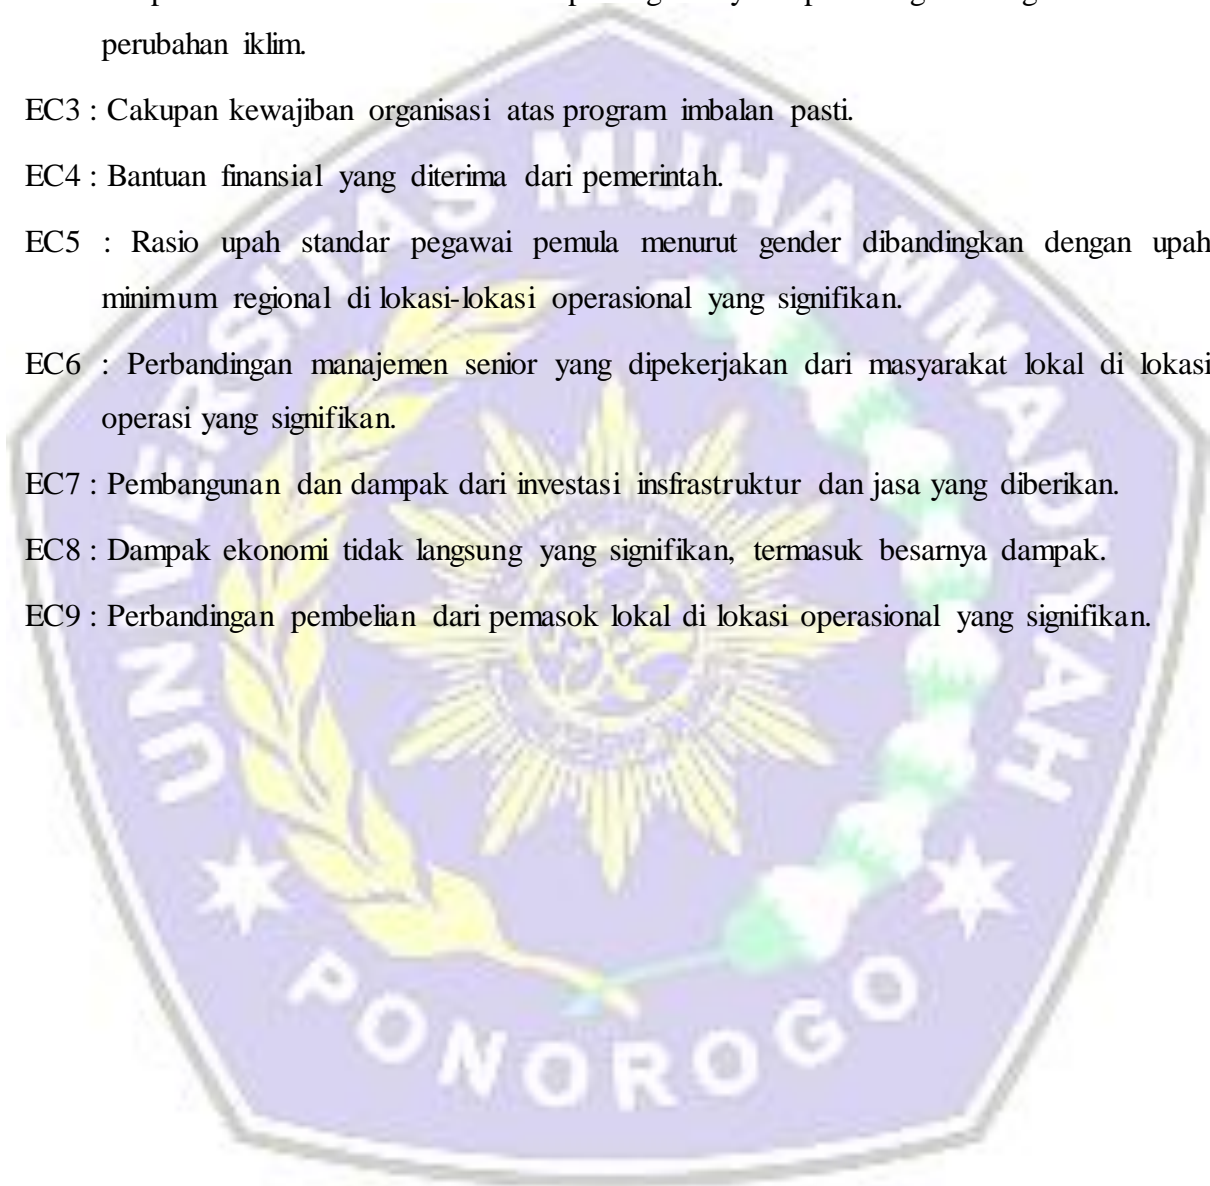 perubahan iklim.
EC3 : Cakupan kewajiban organisasi atas program imbalan pasti.
EC4 : Bantuan finansial yang diterima dari pemerintah.
EC5 : Rasio upah standar pegawai pemula menurut gender dibandingkan dengan upah
minimum regional di lokasi-lokasi operasional yang signifikan.
EC6 : Perbandingan manajemen senior yang dipekerjakan dari masyarakat lokal di lokasi
operasi yang signifikan.
EC7 : Pembangunan dan dampak dari investasi insfrastruktur dan jasa yang diberikan.
EC8 : Dampak ekonomi tidak langsung yang signifikan, termasuk besarnya dampak.
EC9 : Perbandingan pembelian dari pemasok lokal di lokasi operasional yang signifikan.
UNIVERSITAS MUHAMMADIYAH
PONOROGO